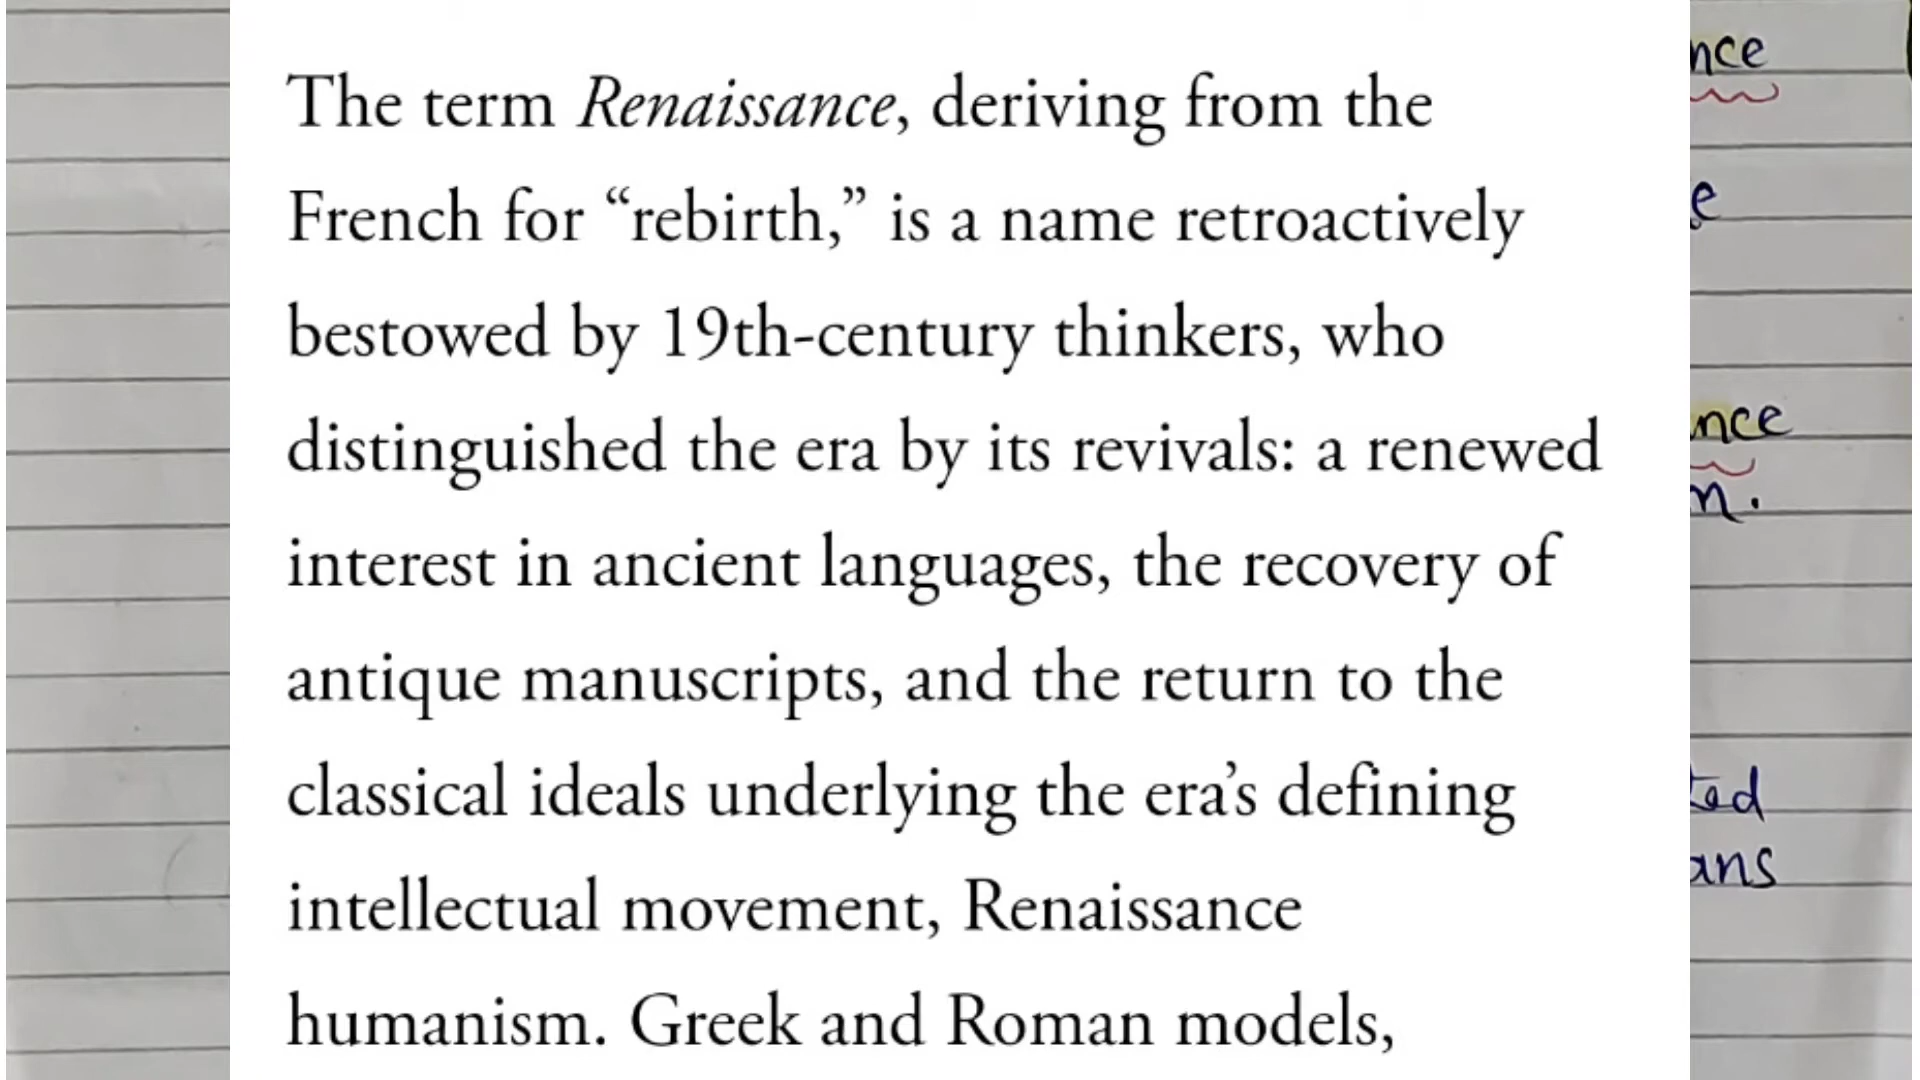 The term Renaissance, deriving from the
French for “rebirth,” is a name retroactively
bestowed by 19th-century thinkers, who
distinguished the era by its revivals: a renewed
interest in ancient languages, the recovery of
antique manuscripts, and the return to the
classical ideals underlying the era’s defining
intellectual movement, Renaissance
humanism. Greek and Roman models,